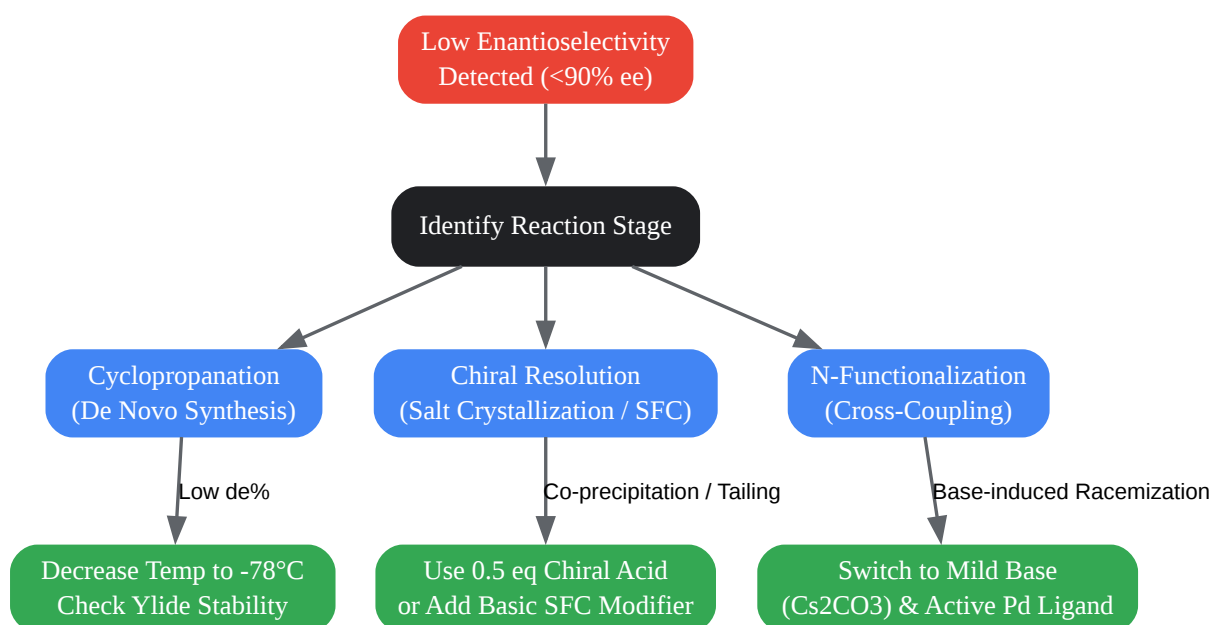 Low Enantioselectivity
Detected (<90% ee)
Identify Reaction Stage
Cyclopropanation
(De Novo Synthesis)
Chiral Resolution
(Salt Crystallization / SFC)
N-Functionalization
(Cross-Coupling)
Low de%
Co-precipitation / Tailing
Base-induced Racemization
Decrease Temp to -78°C
Check Ylide Stability
Use 0.5 eq Chiral Acid
or Add Basic SFC Modifier
Switch to Mild Base
(Cs2CO3) & Active Pd Ligand